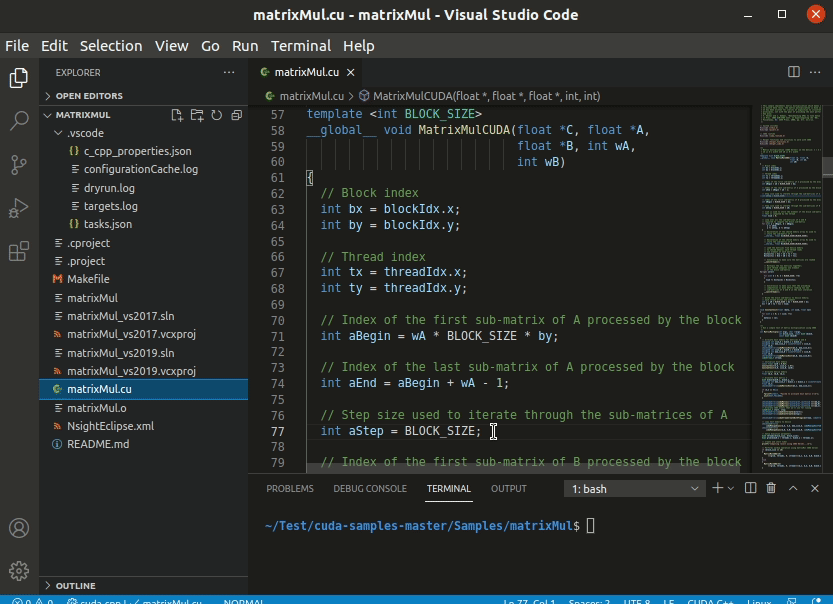 matrixMul.cu - matrixMul - Visual Studio Code
File Edit Selection View Go Run Terminal Help
EXPLORER
OPEN EDITORS
MATRIXMUL
.vscode
c_cpp_properties.json
configurationCache.log
dryrun.log
targets.log
tasks.json
.cproject
.project
Makefile
matrixMul
matrixMul_vs2017.sln
matrixMul_vs2017.vcxproj
matrixMul_vs2019.sln
matrixMul_vs2019.vcxproj
matrixMul.cu
matrixMul.o
NsightEclipse.xml
README.md
OUTLINE
matrixMul.cu
matrixMul.cu > MatrixMulCUDA(float *, float *, float *, int, int)
57 template <int BLOCK_SIZE>
58 __global__ void MatrixMulCUDA(float *C, float *A,
59 float *B, int wA,
60 int wB)
61 {
62 // Block index
63 int bx = blockIdx.x;
64 int by = blockIdx.y;
65
66 // Thread index
67 int tx = threadIdx.x;
68 int ty = threadIdx.y;
69
70 // Index of the first sub-matrix of A processed by the block
71 int aBegin = wA * BLOCK_SIZE * by;
72
73 // Index of the last sub-matrix of A processed by the block
74 int aEnd = aBegin + wA - 1;
75
76 // Step size used to iterate through the sub-matrices of A
77 int aStep = BLOCK_SIZE;
78
79 // Index of the first sub-matrix of B processed by the block
PROBLEMS DEBUG CONSOLE TERMINAL OUTPUT 1: bash
~/Test/cuda-samples-master/Samples/matrixMul$
0 0 matrixMul.cu NORMAL Ln 77, Col 1 Spaces: 2 UTF-8 LF CUDA C++ Linux